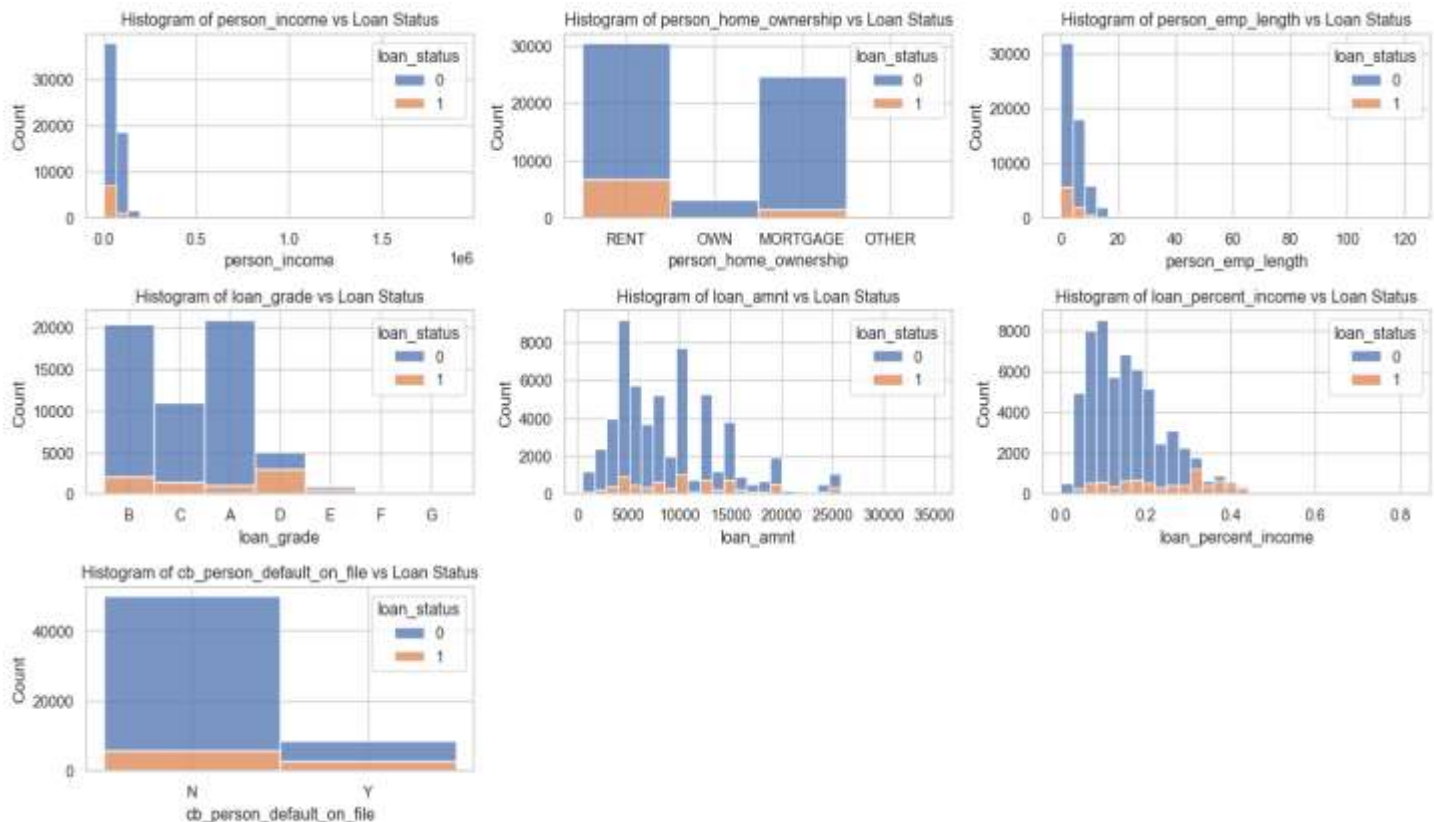 Histogram of person_income vs Loan Status
Count
30000
20000
10000
0
loan_status
0
1
0.0 0.5 1.0 1.5
1e6
person_income
Histogram of person_home_ownership vs Loan Status
Count
30000
20000
10000
0
loan_status
0
1
RENT OWN MORTGAGE OTHER
person_home_ownership
Histogram of person_emp_length vs Loan Status
Count
30000
20000
10000
0
loan_status
0
1
0 20 40 60 80 100 120
person_emp_length
Histogram of loan_grade vs Loan Status
Count
20000
15000
10000
5000
0
loan_status
0
1
B C A D E F G
loan_grade
Histogram of loan_amnt vs Loan Status
Count
8000
6000
4000
2000
0
loan_status
0
1
0 5000 10000 15000 20000 25000 30000 35000
loan_amnt
Histogram of loan_percent_income vs Loan Status
Count
8000
6000
4000
2000
0
loan_status
0
1
0.0 0.2 0.4 0.6 0.8
loan_percent_income
Histogram of cb_person_default_on_file vs Loan Status
Count
40000
20000
0
loan_status
0
1
N Y
cb_person_default_on_file